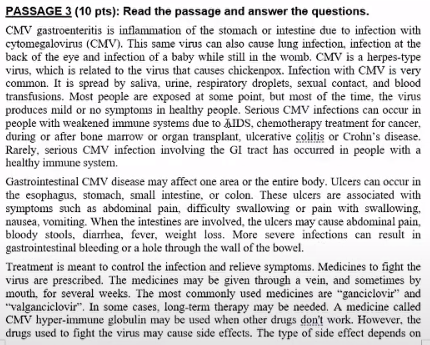 PASSAGE 3 (10 pts): Read the passage and answer the questions.
CMV gastroenteritis is inflammation of the stomach or intestine due to infection with
cytomegalovirus (CMV). This same virus can also cause lung infection, infection at the
back of the eye and infection of a baby while still in the womb. CMV is a herpes-type
virus, which is related to the virus that causes chickenpox. Infection with CMV is very
common. It is spread by saliva, urine, respiratory droplets, sexual contact, and blood
transfusions. Most people are exposed at some point, but most of the time, the virus
produces mild or no symptoms in healthy people. Serious CMV infections can occur in
people with weakened immune systems due to AIDS, chemotherapy treatment for cancer,
during or after bone marrow or organ transplant, ulcerative colitis or Crohn's disease.
Rarely, serious CMV infection involving the GI tract has occurred in people with a
healthy immune system.
Gastrointestinal CMV disease may affect one area or the entire body. Ulcers can occur in
the esophagus, stomach, small intestine, or colon. These ulcers are associated with
symptoms such as abdominal pain, difficulty swallowing or pain with swallowing,
nausea, vomiting. When the intestines are involved, the ulcers may cause abdominal pain,
bloody stools, diarrhea, fever, weight loss. More severe infections can result in
gastrointestinal bleeding or a hole through the wall of the bowel.
Treatment is meant to control the infection and relieve symptoms. Medicines to fight the
virus are prescribed. The medicines may be given through a vein, and sometimes by
mouth, for several weeks. The most commonly used medicines are "ganciclovir" and
"valganciclovir". In some cases, long-term therapy may be needed. A medicine called
CMV hyper-immune globulin may be used when other drugs don't work. However, the
drugs used to fight the virus may cause side effects. The type of side effect depends on